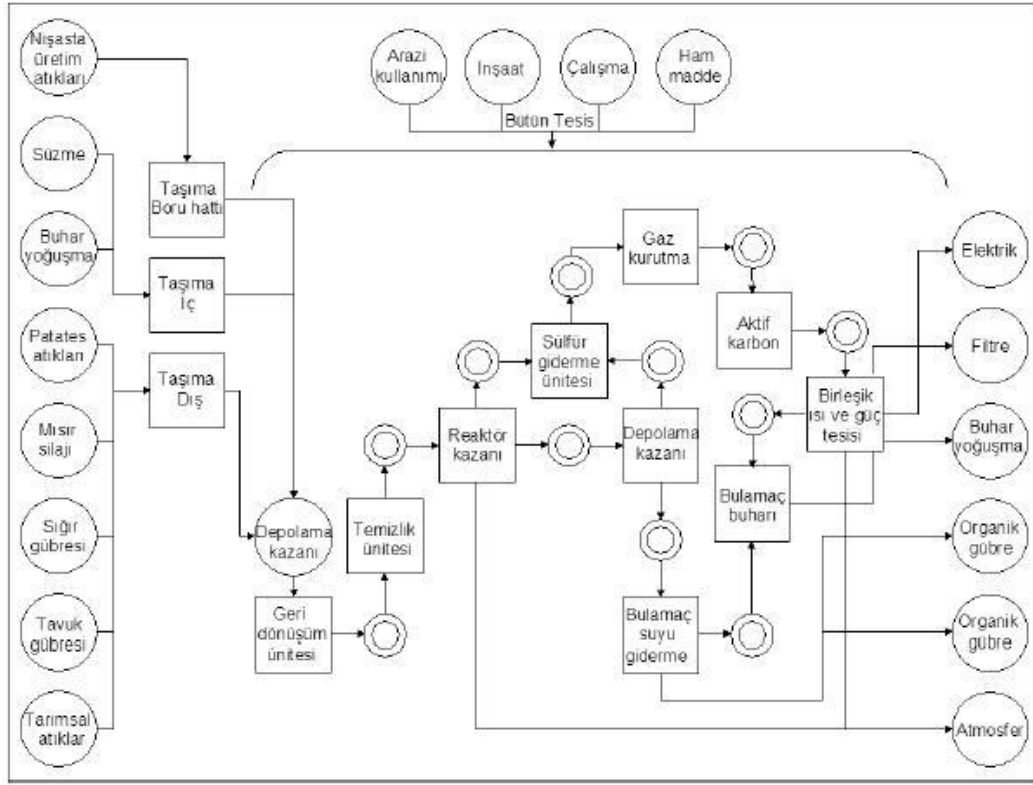 Nişasta
üretim
atıkları
Süzme
Buhar
yoğuşma
Patates
atıkları
Mısır
silajı
Sığır
gübresi
Tavuk
gübresi
Tarımsal
atıklar
Taşıma
Boru hattı
Taşıma
İç
Taşıma
Dış
Arazi
kullanımı
İnşaat
Çalışma
Ham
madde
Bütün Tesis
Depolama
kazanı
Geri
dönüşüm
ünitesi
Temizlik
ünitesi
Reaktör
kazanı
Sülfür
giderme
ünitesi
Gaz
kurutma
Aktif
karbon
Depolama
kazanı
Birleşik
ısı ve güç
tesisi
Bulamaç
buharı
Bulamaç
suyu
giderme
Elektrik
Filtre
Buhar
yoğuşma
Organik
gübre
Organik
gübre
Atmosfer